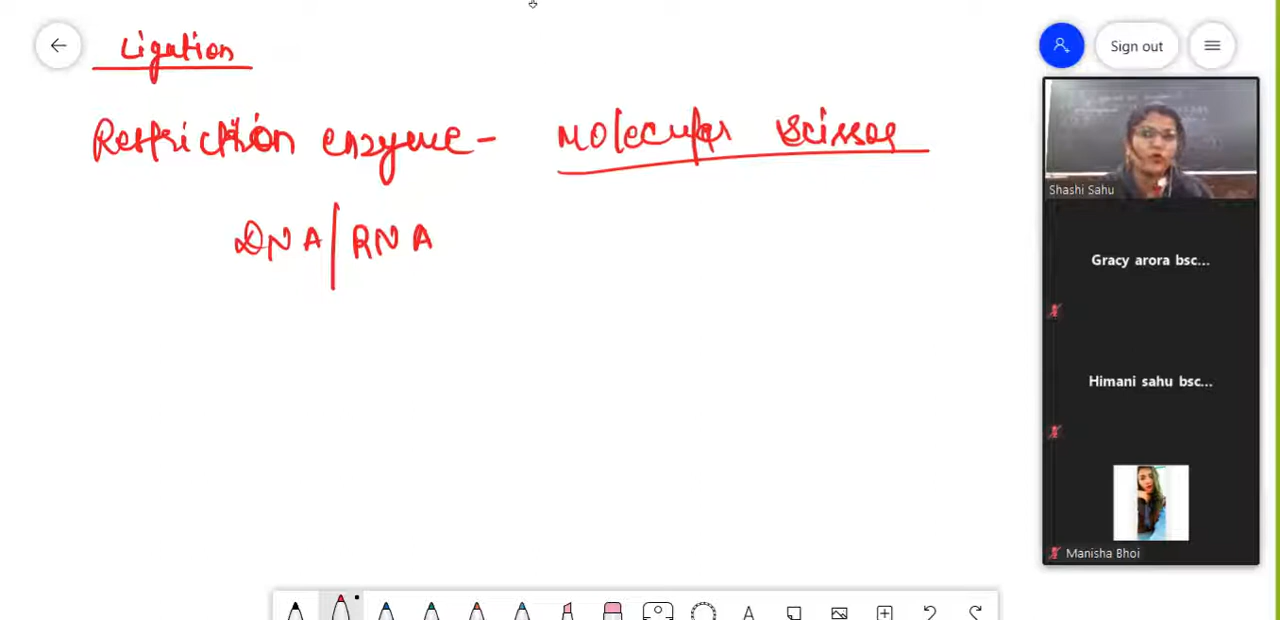 Ligation
Sign out
Restriction enzyme - Molecular Scissor
Shashi Sahu
DNA/RNA
Gracy arora bsc...
Himani sahu bsc...
Manisha Bhoi